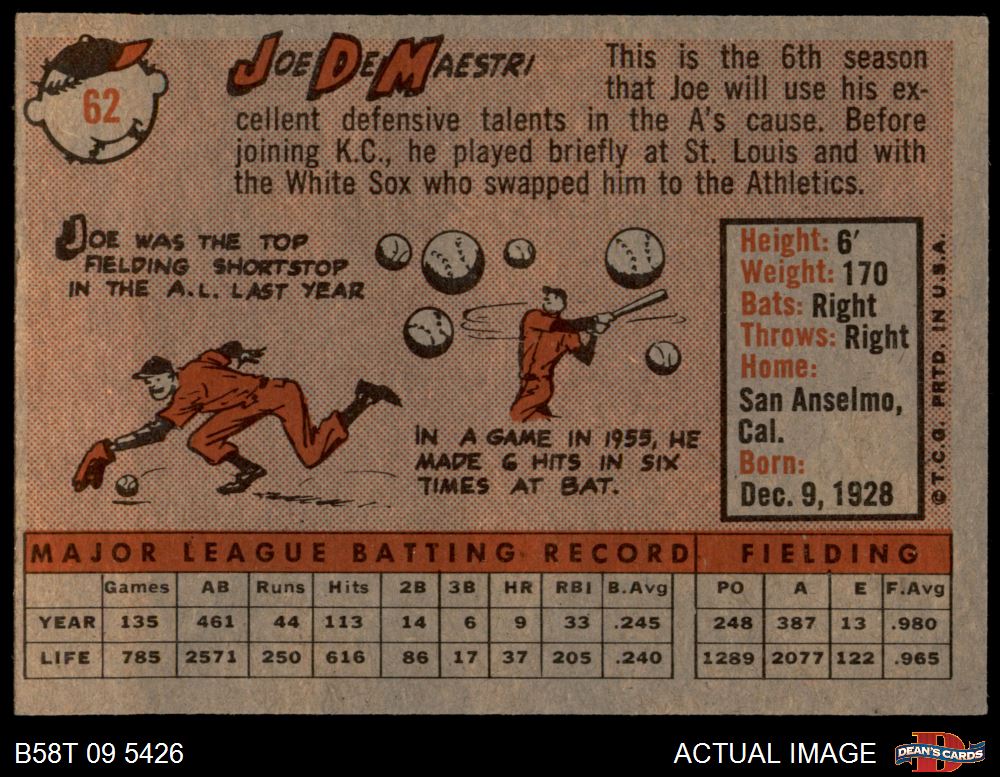 62
JOE DE MAESTRI
This is the 6th season
that Joe will use his ex-
cellent defensive talents in the A's cause. Before
joining K.C., he played briefly at St. Louis and with
the White Sox who swapped him to the Athletics.
JOE WAS THE TOP
FIELDING SHORTSTOP
IN THE A.L. LAST YEAR
IN A GAME IN 1955, HE
MADE 6 HITS IN SIX
TIMES AT BAT.
Height: 6'
Weight: 170
Bats: Right
Throws: Right
Home:
San Anselmo,
Cal.
Born:
Dec. 9, 1928
© T.C.G. PRTD. IN U.S.A.
MAJOR LEAGUE BATTING RECORD FIELDING
Games AB Runs Hits 2B 3B HR RBI B.Avg PO A E F.Avg
YEAR 135 461 44 113 14 6 9 33 .245 248 387 13 .980
LIFE 785 2571 250 616 86 17 37 205 .240 1289 2077 122 .965
B58T 09 5426 ACTUAL IMAGE DEAN'S CARDS